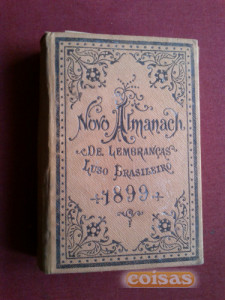 Novo Almanach
DE LEMBRANÇAS
LUSO BRASILEIRO
1899
coisas